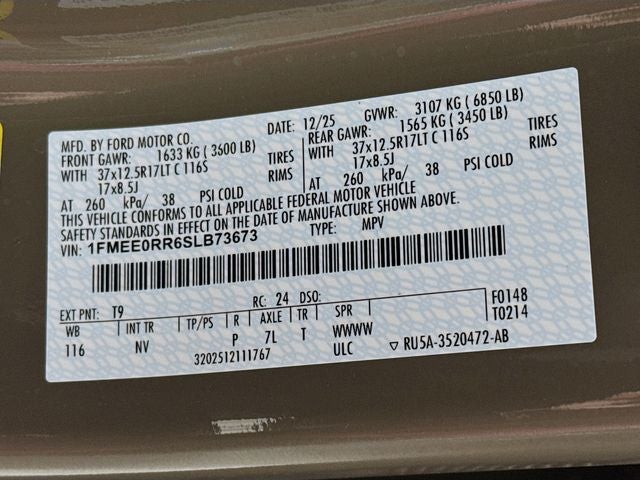 MFD. BY FORD MOTOR CO. DATE: 12/25 GVWR: 3107 KG ( 6850 LB)
FRONT GAWR: 1633 KG ( 3600 LB) REAR GAWR: 1565 KG ( 3450 LB)
WITH 37x12.5R17LT C 116S TIRES WITH 37x12.5R17LT C 116S TIRES
17x8.5J RIMS 17x8.5J RIMS
AT 260 kPa/ 38 PSI COLD AT 260 kPa/ 38 PSI COLD
THIS VEHICLE CONFORMS TO ALL APPLICABLE FEDERAL MOTOR VEHICLE
SAFETY STANDARDS IN EFFECT ON THE DATE OF MANUFACTURE SHOWN ABOVE.
VIN: 1FMEE0RR6SLB73673 TYPE: MPV
EXT PNT: T9 RC: 24 DSO: F0148
WB INT TR TP/PS R AXLE TR SPR T0214
116 NV P 7L T WWWW
3202512111767 ULC ▽ RU5A-3520472-AB